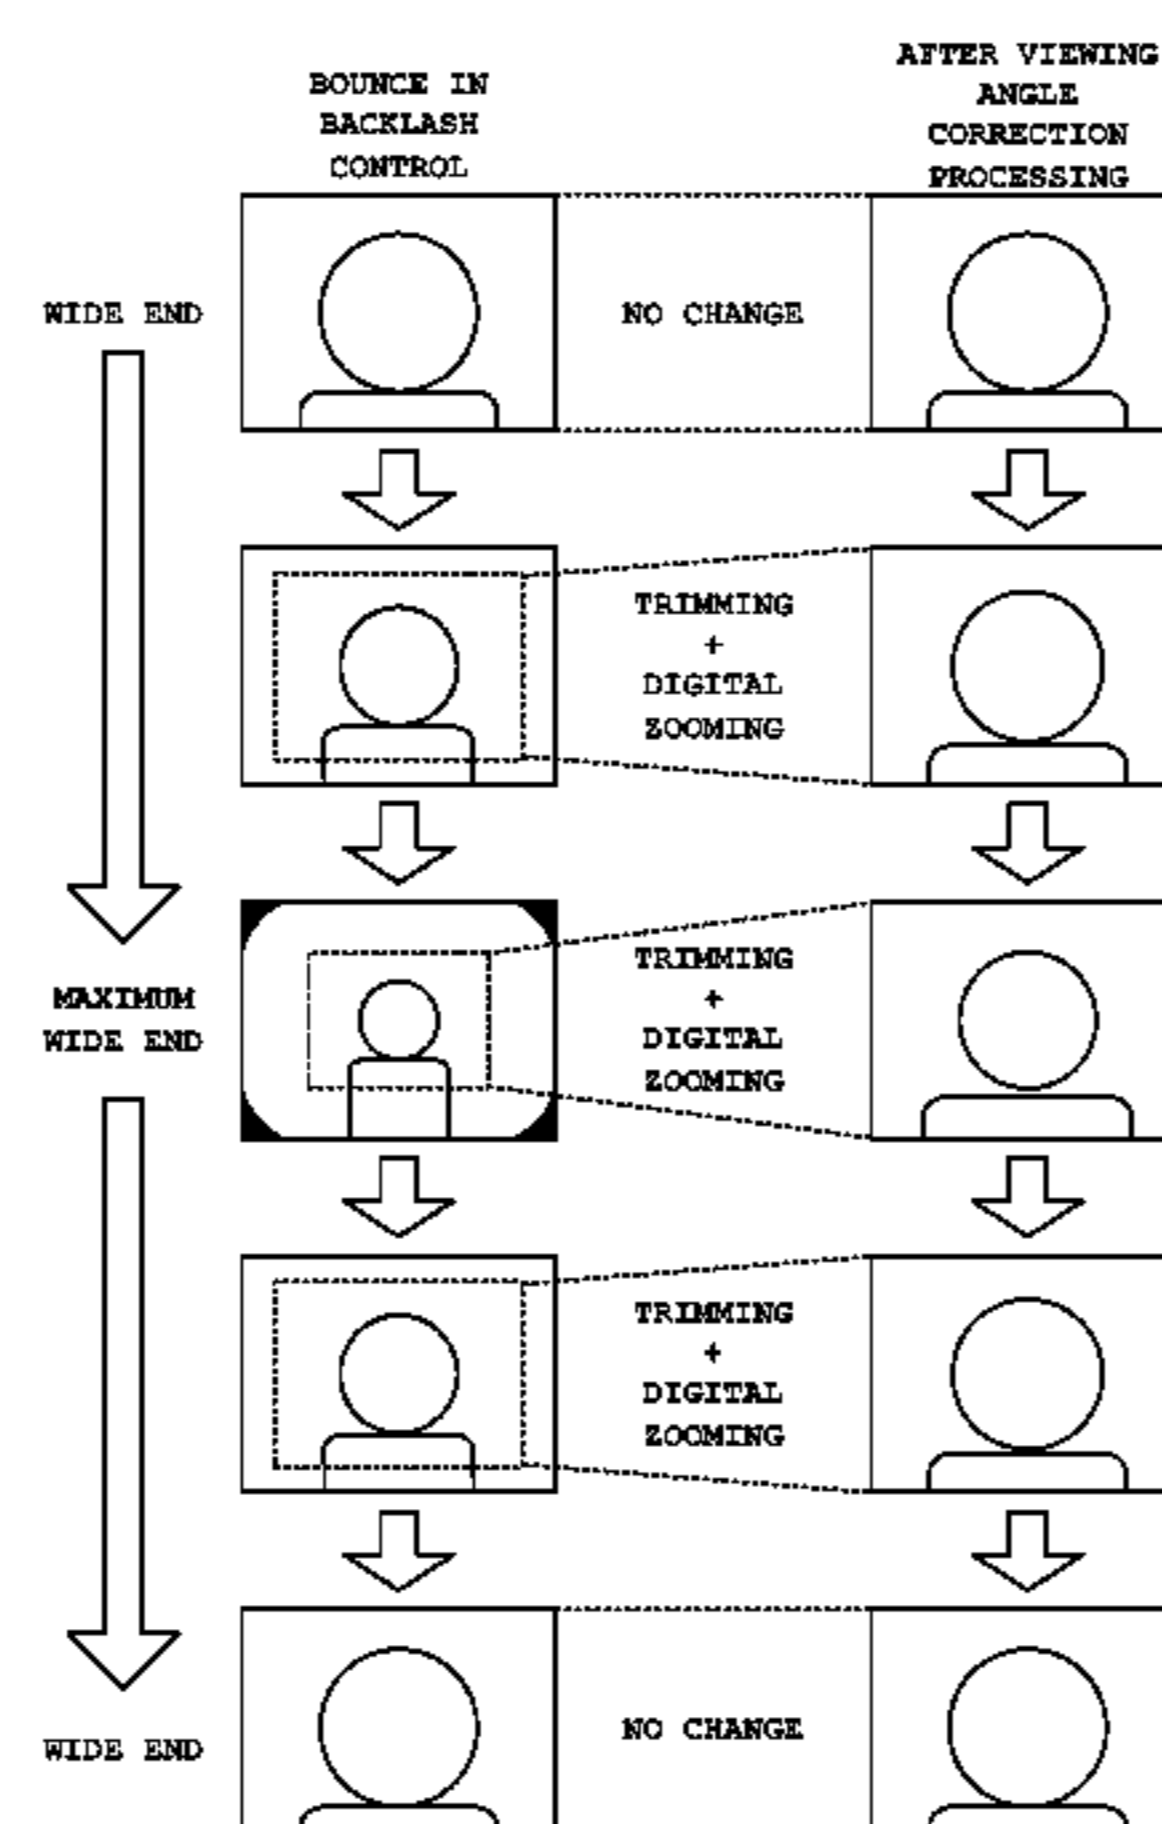 BOUNCE IN
BACKLASH
CONTROL
AFTER VIEWING
ANGLE
CORRECTION
PROCESSING
WIDE END
NO CHANGE
TRIMMING
+
DIGITAL
ZOOMING
MAXIMUM
WIDE END
TRIMMING
+
DIGITAL
ZOOMING
TRIMMING
+
DIGITAL
ZOOMING
WIDE END
NO CHANGE